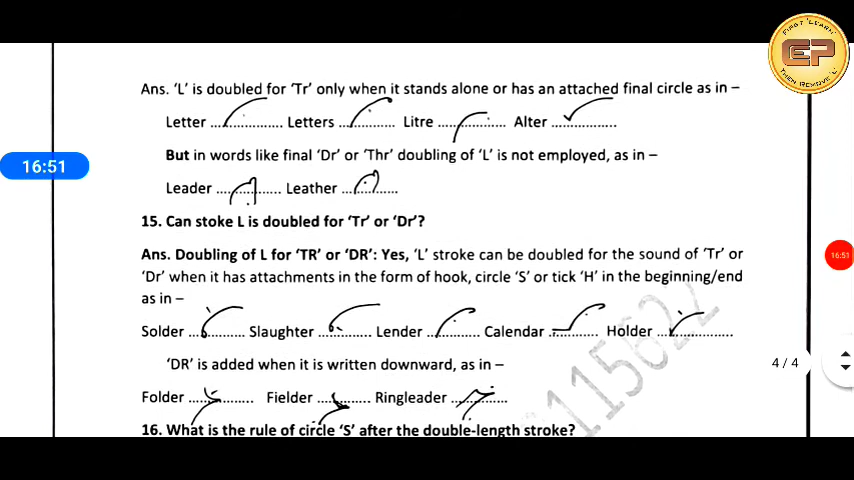 FIRST 'LEARN'
EP
THEN REMOVE 'L'
Ans. 'L' is doubled for 'Tr' only when it stands alone or has an attached final circle as in –
Letter ................ Letters ............ Litre ................ Alter ................
But in words like final 'Dr' or 'Thr' doubling of 'L' is not employed, as in –
Leader ................ Leather ..............
16:51
15. Can stoke L is doubled for 'Tr' or 'Dr'?
Ans. Doubling of L for 'TR' or 'DR': Yes, 'L' stroke can be doubled for the sound of 'Tr' or
16:51
'Dr' when it has attachments in the form of hook, circle 'S' or tick 'H' in the beginning/end
as in –
Solder .............. Slaughter ............. Lender ............. Calendar ............. Holder ..................
'DR' is added when it is written downward, as in –
4 / 4
Folder ................ Fielder ................ Ringleader ..............
16. What is the rule of circle 'S' after the double-length stroke?